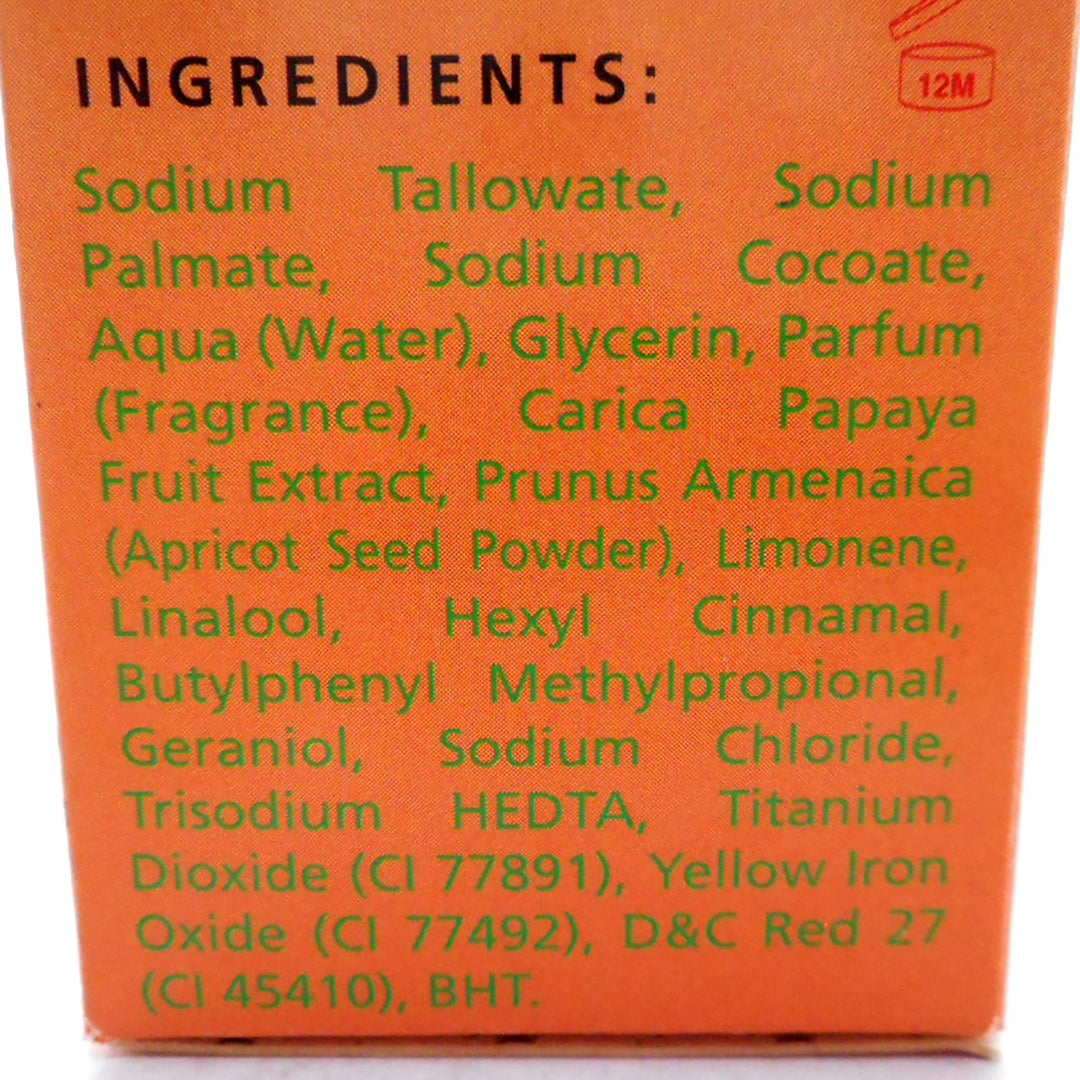 12M
INGREDIENTS:
Sodium Tallowate, Sodium
Palmate, Sodium Cocoate,
Aqua (Water), Glycerin, Parfum
(Fragrance), Carica Papaya
Fruit Extract, Prunus Armenaica
(Apricot Seed Powder), Limonene,
Linalool, Hexyl Cinnamal,
Butylphenyl Methylpropional,
Geraniol, Sodium Chloride,
Trisodium HEDTA, Titanium
Dioxide (CI 77891), Yellow Iron
Oxide (CI 77492), D&C Red 27
(CI 45410), BHT.